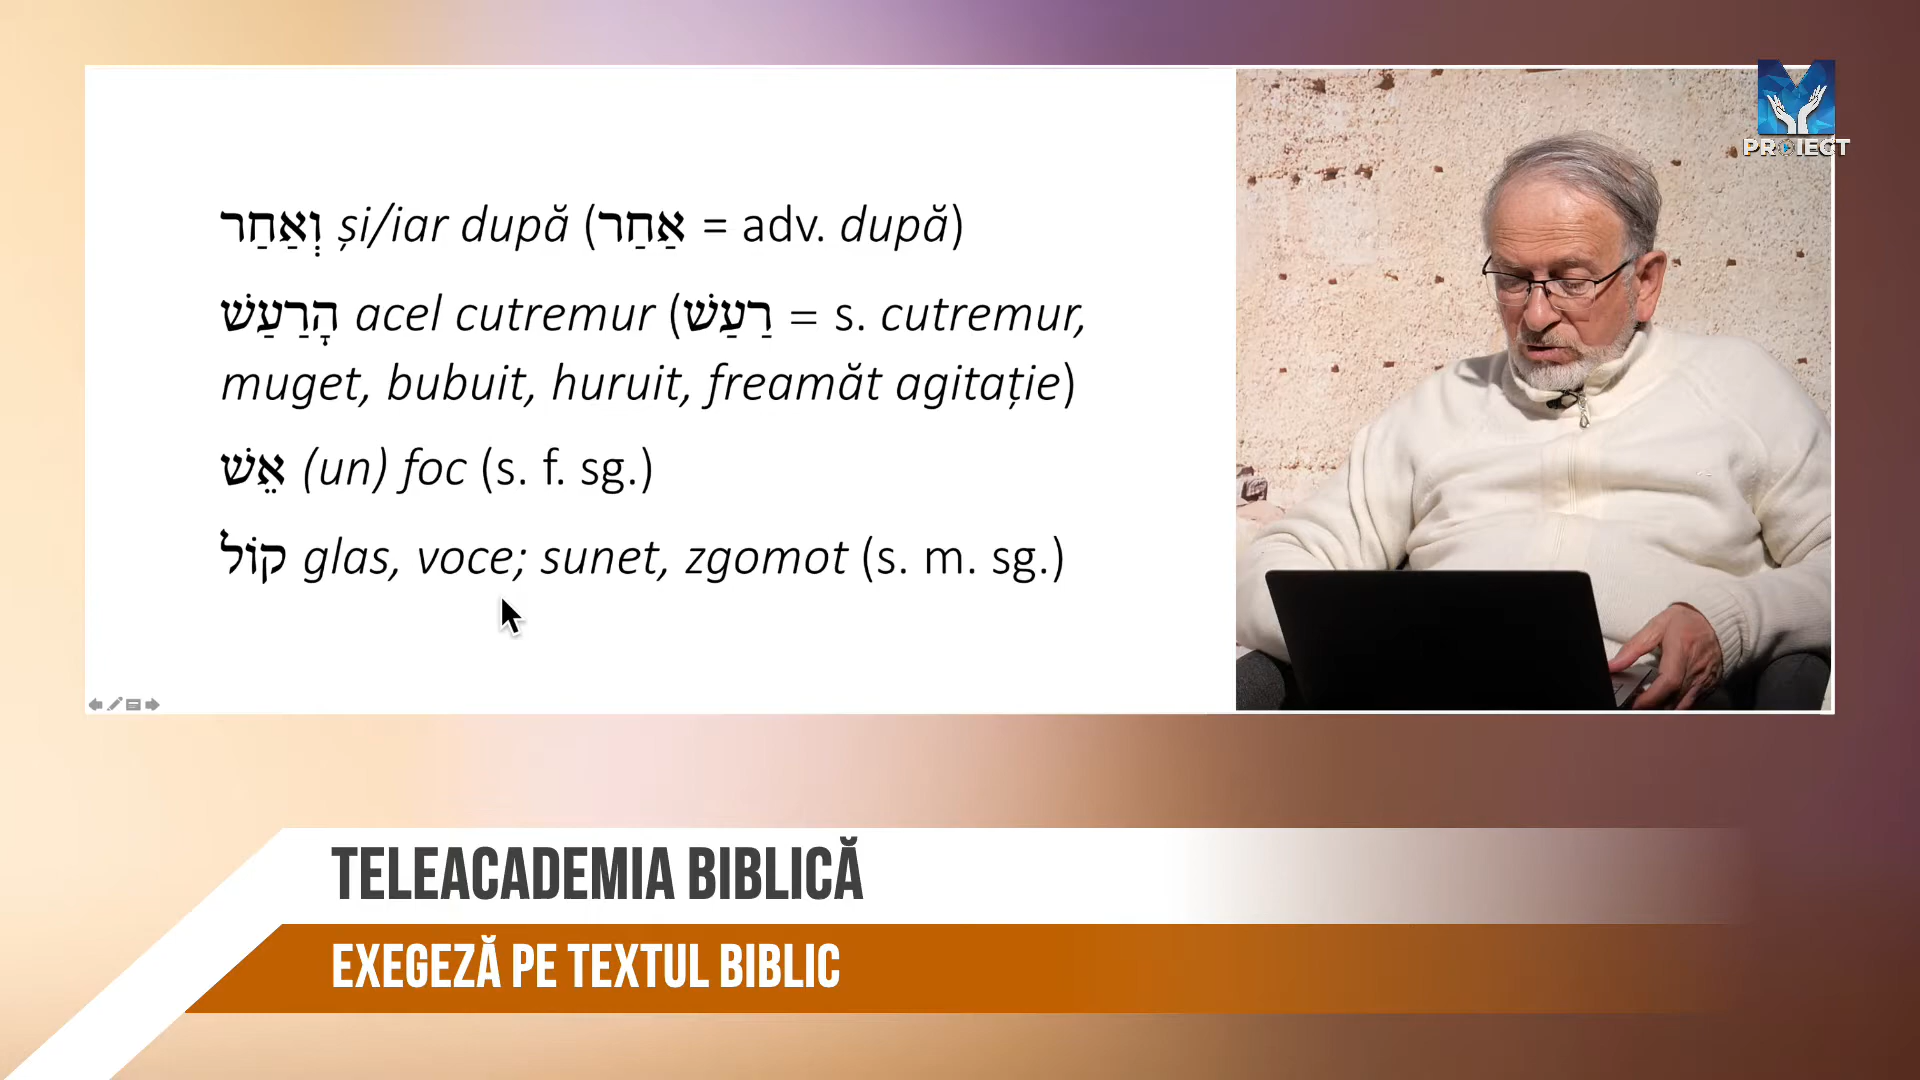 וְאַחַר și/iar după (אַחַר = adv. după)
הָרַעַשׁ acel cutremur (רַעַשׁ = s. cutremur,
muget, bubuit, huruit, freamăt agitație)
אֵשׁ (un) foc (s. f. sg.)
קוֹל glas, voce; sunet, zgomot (s. m. sg.)
PROIECT
TELEACADEMIA BIBLICĂ
EXEGEZĂ PE TEXTUL BIBLIC